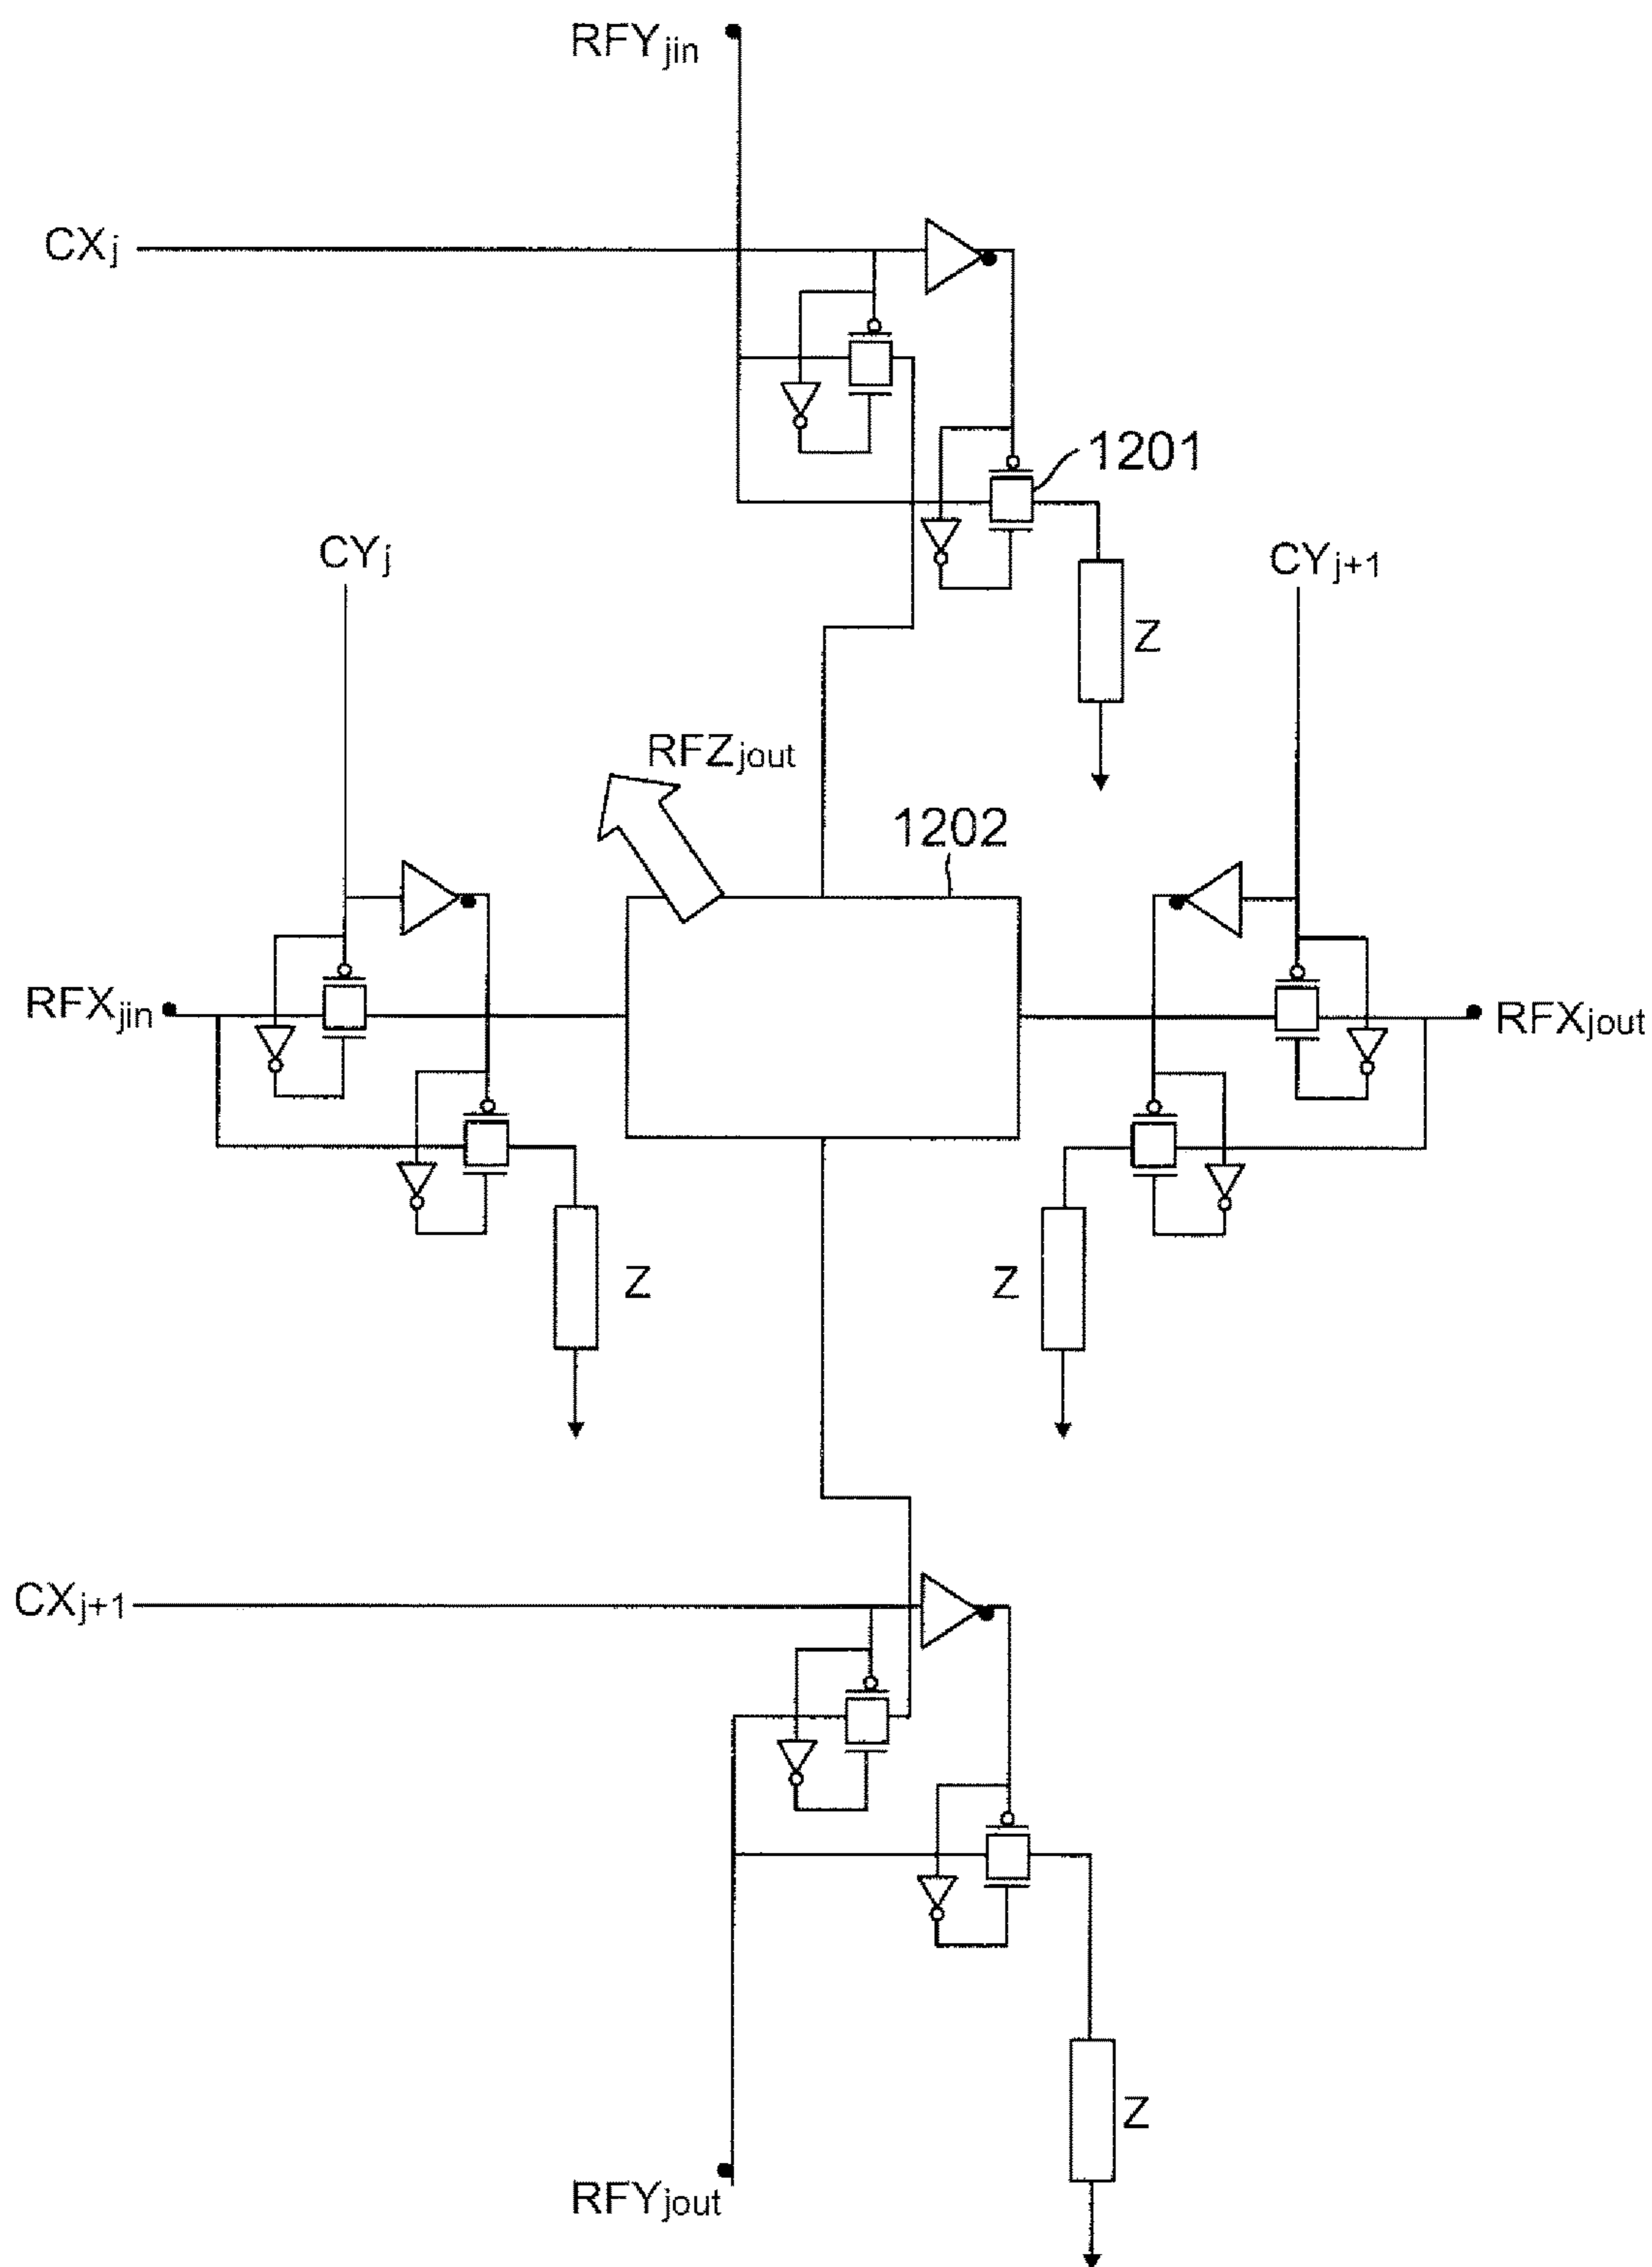 RFYjin
CXj
1201
CYj
CYj+1
Z
RFZjout
1202
RFXjin
RFXjout
Z
Z
CXj+1
Z
RFYjout